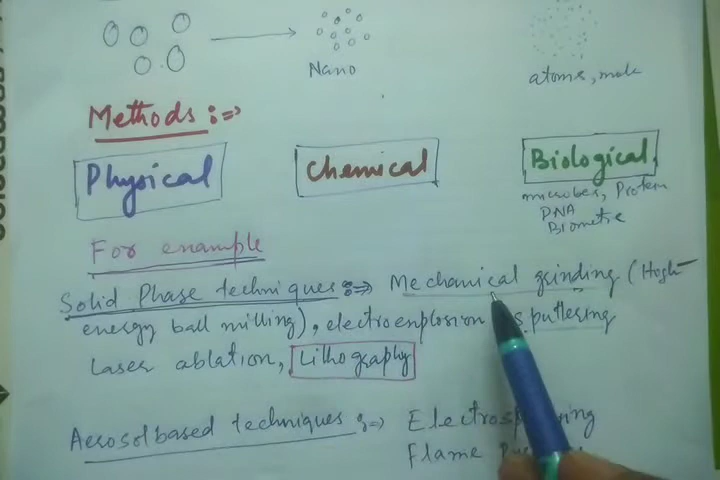 Nano
atoms, mole
Methods :⇒
Physical
Chemical
Biological
microbes, Protein
DNA
Biometric
For example
Solid Phase techniques :⇒ Mechanical grinding (High-
energy ball milling), electroexplosion, sputtering
Laser ablation, Lithography
Aerosol based techniques :⇒ Electrospraying
Flame